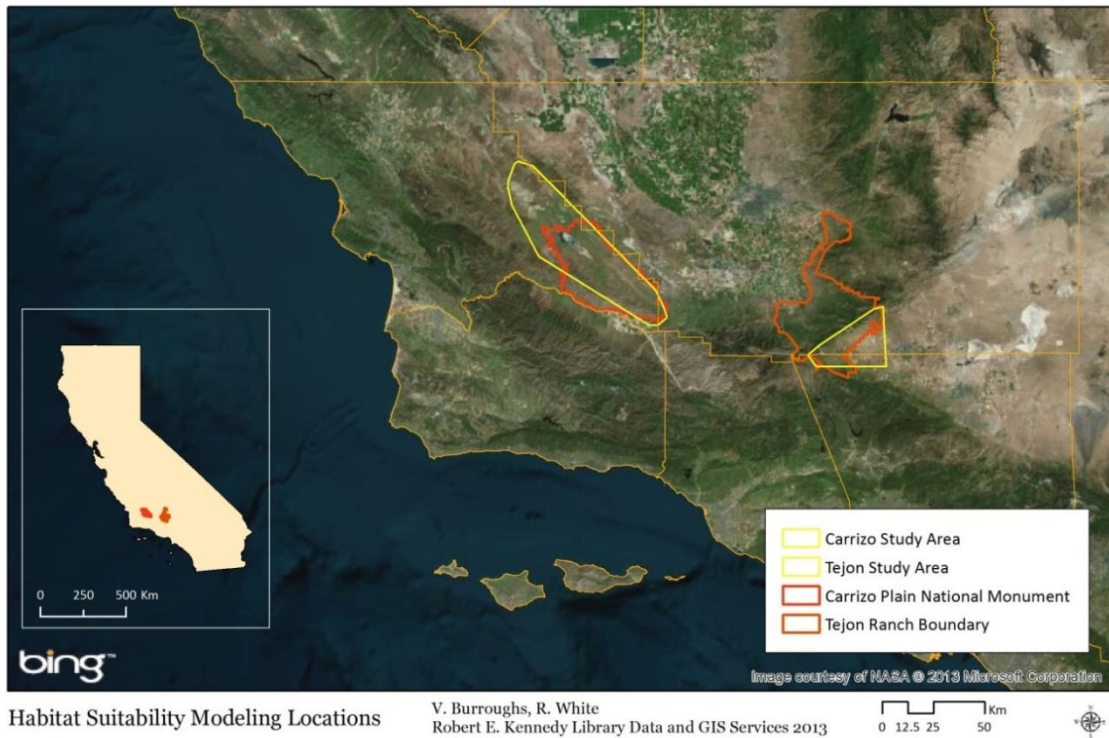 0 250 500 Km
bing™
Carrizo Study Area
Tejon Study Area
Carrizo Plain National Monument
Tejon Ranch Boundary
Image courtesy of NASA © 2013 Microsoft Corporation
Habitat Suitability Modeling Locations
V. Burroughs, R. White
Robert E. Kennedy Library Data and GIS Services 2013
Km
0 12.5 25 50